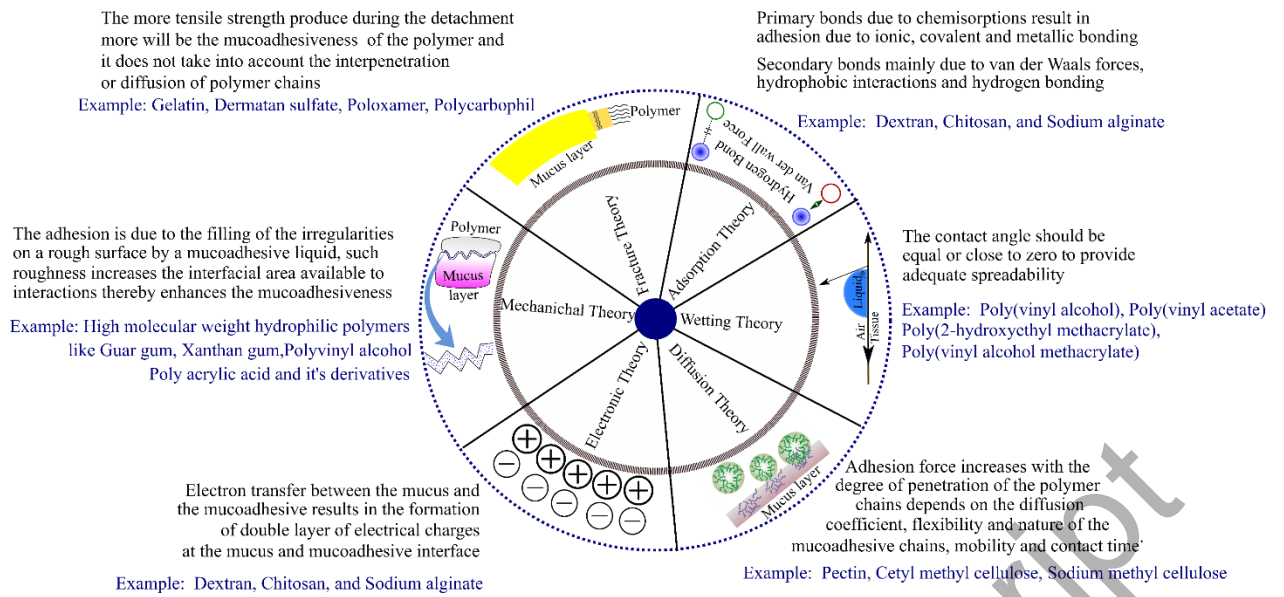 The more tensile strength produce during the detachment
more will be the mucoadhesiveness of the polymer and
it does not take into account the interpenetration
or diffusion of polymer chains
Example: Gelatin, Dermatan sulfate, Poloxamer, Polycarbophil
Primary bonds due to chemisorptions result in
adhesion due to ionic, covalent and metallic bonding
Secondary bonds mainly due to van der Waals forces,
hydrophobic interactions and hydrogen bonding
Example: Dextran, Chitosan, and Sodium alginate
Polymer
Mucus layer
Hydrogen Bond
Van der wall Force
Fracture Theory
Adsorption Theory
The adhesion is due to the filling of the irregularities
on a rough surface by a mucoadhesive liquid, such
roughness increases the interfacial area available to
interactions thereby enhances the mucoadhesiveness
Example: High molecular weight hydrophilic polymers
like Guar gum, Xanthan gum,Polyvinyl alcohol
Poly acrylic acid and it's derivatives
Polymer
Mucus
layer
Mechanichal Theory
Wetting Theory
Liquid
Air
Tissue
The contact angle should be
equal or close to zero to provide
adequate spreadability
Example: Poly(vinyl alcohol), Poly(vinyl acetate)
Poly(2-hydroxyethyl methacrylate),
Poly(vinyl alcohol methacrylate)
Electronic Theory
Diffusion Theory
+ + + + +
− − − − −
Mucus layer
Electron transfer between the mucus and
the mucoadhesive results in the formation
of double layer of electrical charges
at the mucus and mucoadhesive interface
Example: Dextran, Chitosan, and Sodium alginate
Adhesion force increases with the
degree of penetration of the polymer
chains depends on the diffusion
coefficient, flexibility and nature of the
mucoadhesive chains, mobility and contact time
Example: Pectin, Cetyl methyl cellulose, Sodium methyl cellulose
ript